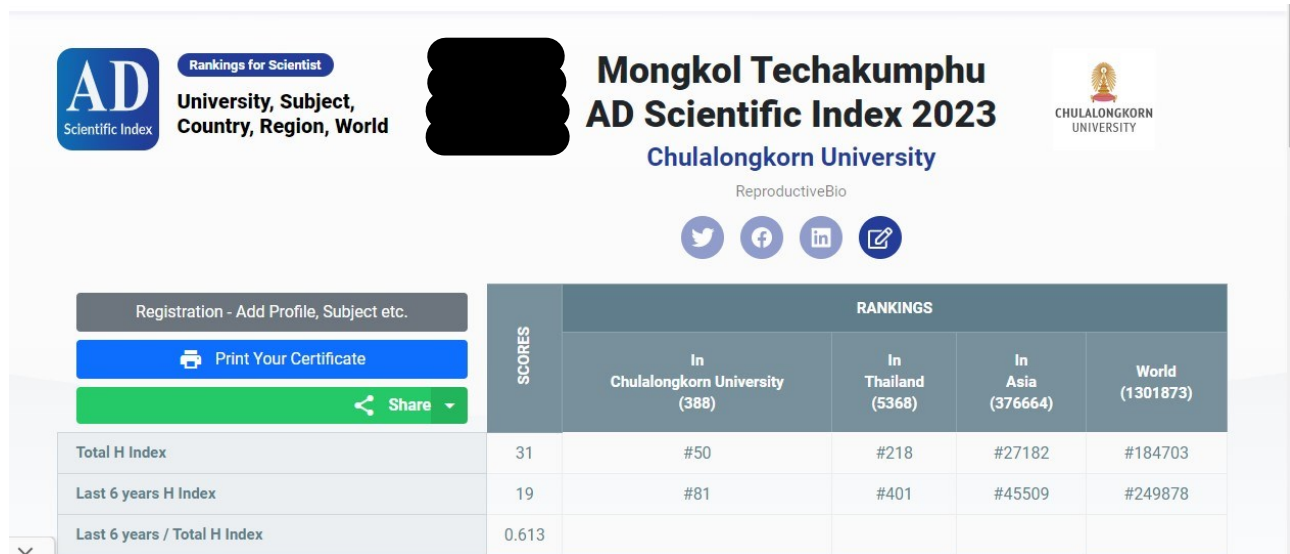 AD
Scientific Index
Rankings for Scientist
University, Subject,
Country, Region, World
Mongkol Techakumphu
AD Scientific Index 2023
Chulalongkorn University
ReproductiveBio
CHULALONGKORN
UNIVERSITY
Registration - Add Profile, Subject etc.
Print Your Certificate
Share
SCORES
RANKINGS
In
Chulalongkorn University
(388)
In
Thailand
(5368)
In
Asia
(376664)
World
(1301873)
Total H Index 31 #50 #218 #27182 #184703
Last 6 years H Index 19 #81 #401 #45509 #249878
Last 6 years / Total H Index 0.613